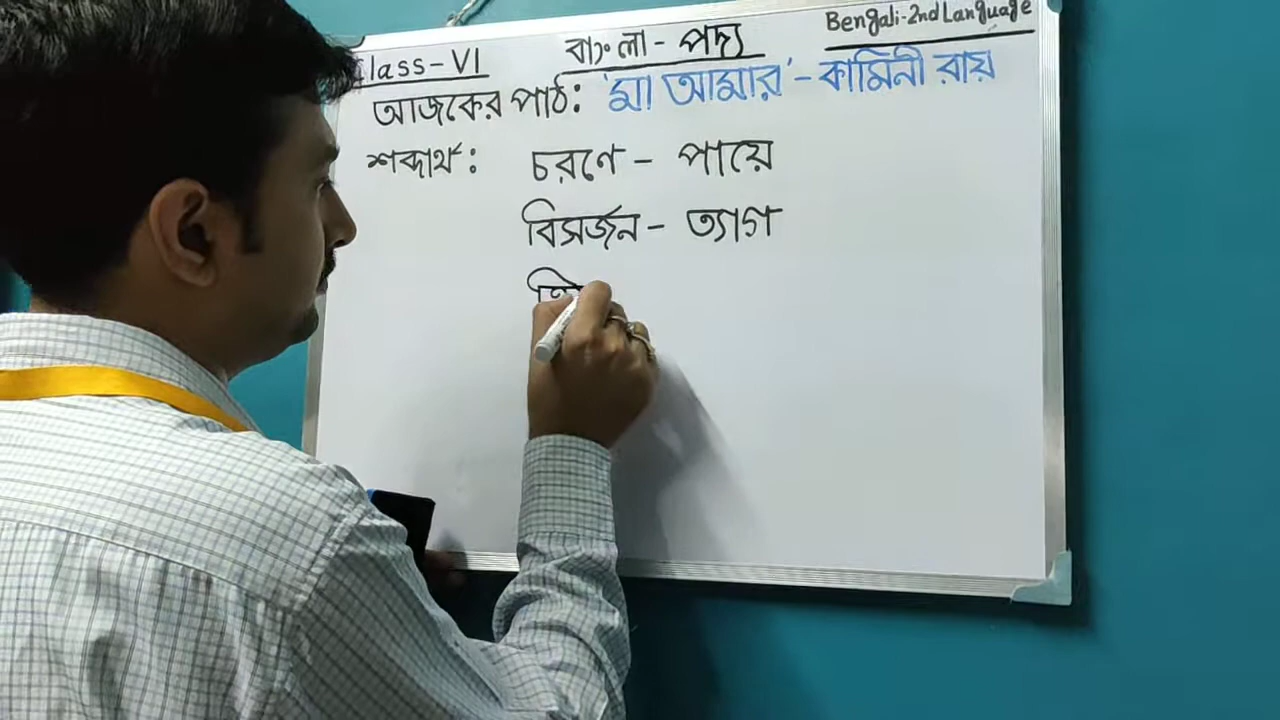 Class-VI বাংলা-পদ্য Bengali-2nd Language
আজকের পাঠ: 'মা আমার'-কামিনী রায়
শব্দার্থ: চরণে - পায়ে
বিসর্জন - ত্যাগ